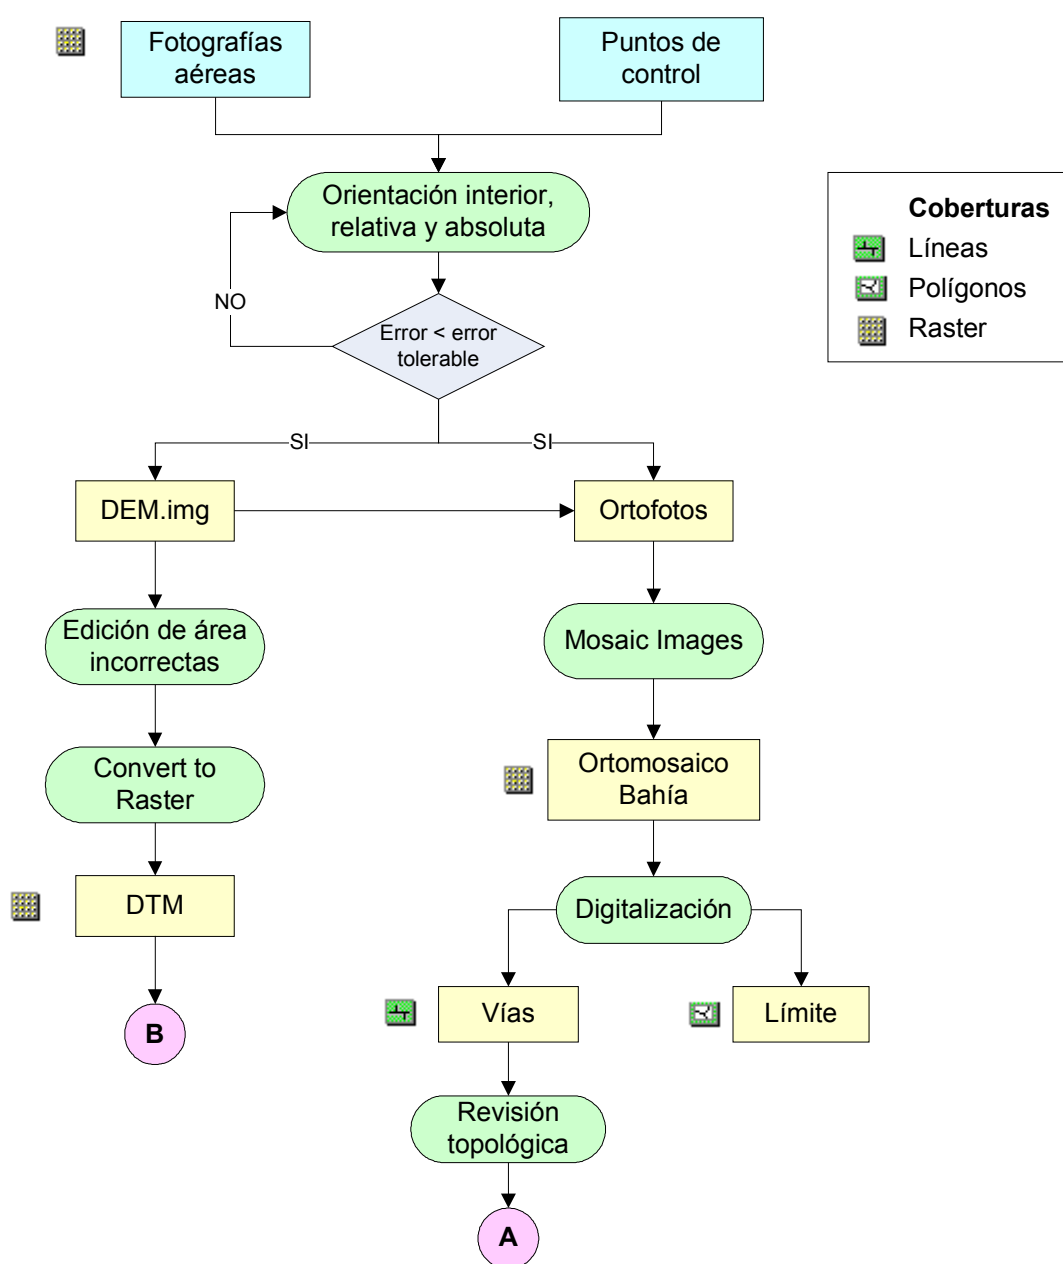 Fotografías
aéreas
Puntos de
control
Orientación interior,
relativa y absoluta
Coberturas
Líneas
Polígonos
Raster
NO
Error < error
tolerable
SI
SI
DEM.img
Ortofotos
Edición de área
incorrectas
Mosaic Images
Convert to
Raster
Ortomosaico
Bahía
DTM
Digitalización
B
Vías
Límite
Revisión
topológica
A